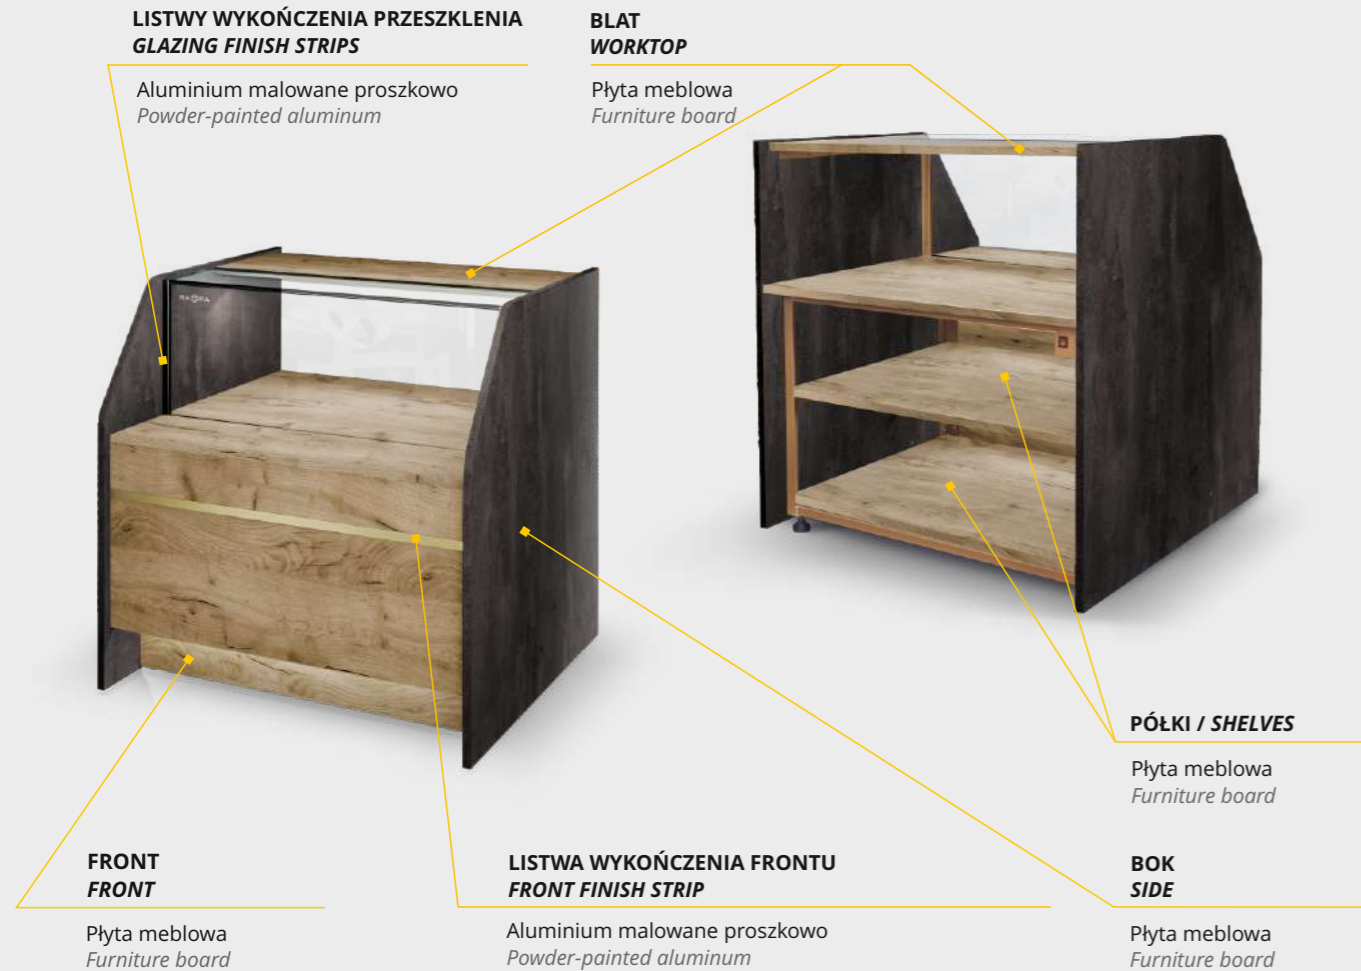 LISTWY WYKOŃCZENIA PRZESZKLENIA
GLAZING FINISH STRIPS
Aluminium malowane proszkowo
Powder-painted aluminum
BLAT
WORKTOP
Płyta meblowa
Furniture board
PÓŁKI / SHELVES
Płyta meblowa
Furniture board
FRONT
FRONT
Płyta meblowa
Furniture board
LISTWA WYKOŃCZENIA FRONTU
FRONT FINISH STRIP
Aluminium malowane proszkowo
Powder-painted aluminum
BOK
SIDE
Płyta meblowa
Furniture board